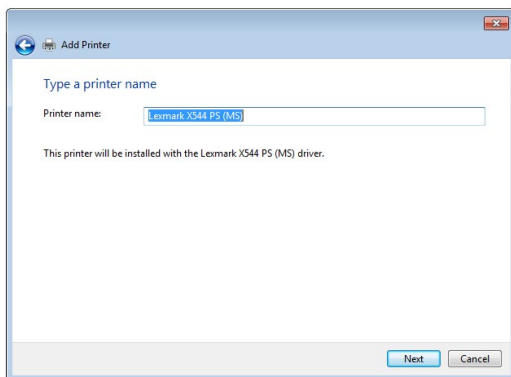 Add Printer
Type a printer name
Printer name: Lexmark X544 PS (MS)
This printer will be installed with the Lexmark X544 PS (MS) driver.
Next Cancel